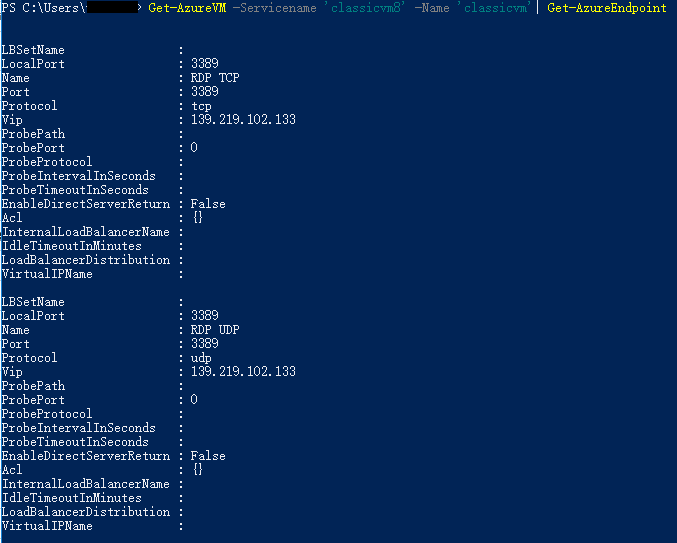 PS C:\Users\ > Get-AzureVM -Servicename 'classicvm8' -Name 'classicvm'| Get-AzureEndpoint
LBSetName :
LocalPort : 3389
Name : RDP TCP
Port : 3389
Protocol : tcp
Vip : 139.219.102.133
ProbePath :
ProbePort : 0
ProbeProtocol :
ProbeIntervalInSeconds :
ProbeTimeoutInSeconds :
EnableDirectServerReturn : False
Acl : {}
InternalLoadBalancerName :
IdleTimeoutInMinutes :
LoadBalancerDistribution :
VirtualIPName :
LBSetName :
LocalPort : 3389
Name : RDP UDP
Port : 3389
Protocol : udp
Vip : 139.219.102.133
ProbePath :
ProbePort : 0
ProbeProtocol :
ProbeIntervalInSeconds :
ProbeTimeoutInSeconds :
EnableDirectServerReturn : False
Acl : {}
InternalLoadBalancerName :
IdleTimeoutInMinutes :
LoadBalancerDistribution :
VirtualIPName :